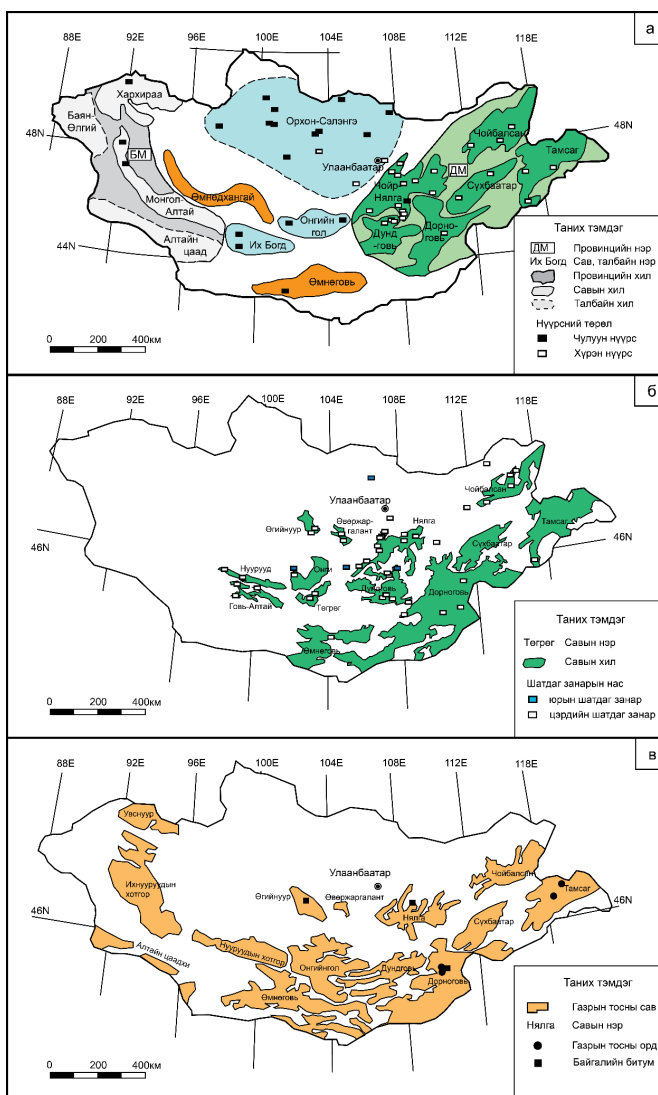 а
88E 92E 96E 100E 104E 108E 112E 118E
48N
48N
44N
Хархираа
Баян-
Өлгий
БМ
Орхон-Сэлэнгэ
Улаанбаатар
Чойбалсан
Тамсаг
ДМ
Сүхбаатар
Чойр-
Нялга
Өмнөдхангай
Монгол-
Алтай
Алтайн
цаад
Онгийн
гол
Их Богд
Дунд
-говь
Дорно-
говь
Өмнөговь
0 200 400км
Таних тэмдэг
ДМ Провинцийн нэр
Их Богд Сав, талбайн нэр
Провинцийн хил
Савын хил
Талбайн хил
Нүүрсний төрөл
Чулуун нүүрс
Хүрэн нүүрс
б
88E 92E 96E 100E 104E 108E 112E 118E
46N
46N
Улаанбаатар
Чойбалсан
Өгийнуур
Өвөржар-
галант
Нялга
Тамсаг
Сүхбаатар
Нуурууд
Онги
Дундговь
Дорноговь
Говь-Алтай
Төгрөг
Өмнөговь
0 200 400км
Таних тэмдэг
Төгрөг Савын нэр
Савын хил
Шатдаг занарын нас
юрын шатдаг занар
цэрдийн шатдаг занар
в
88E 92E 96E 100E 104E 108E 112E 118E
46N
46N
Увснуур
Ихнууруудын
хотгор
Улаанбаатар
Чойбалсан
Тамсаг
Өгийнуур
Өвөржаргалант
Нялга
Сүхбаатар
Алтайн цаадхи
Нууруудын хотгор
Онгийнгол
Дундговь
Дорноговь
Өмнөговь
0 200 400км
Таних тэмдэг
Газрын тосны сав
Нялга Савын нэр
Газрын тосны орд
Байгалийн битум